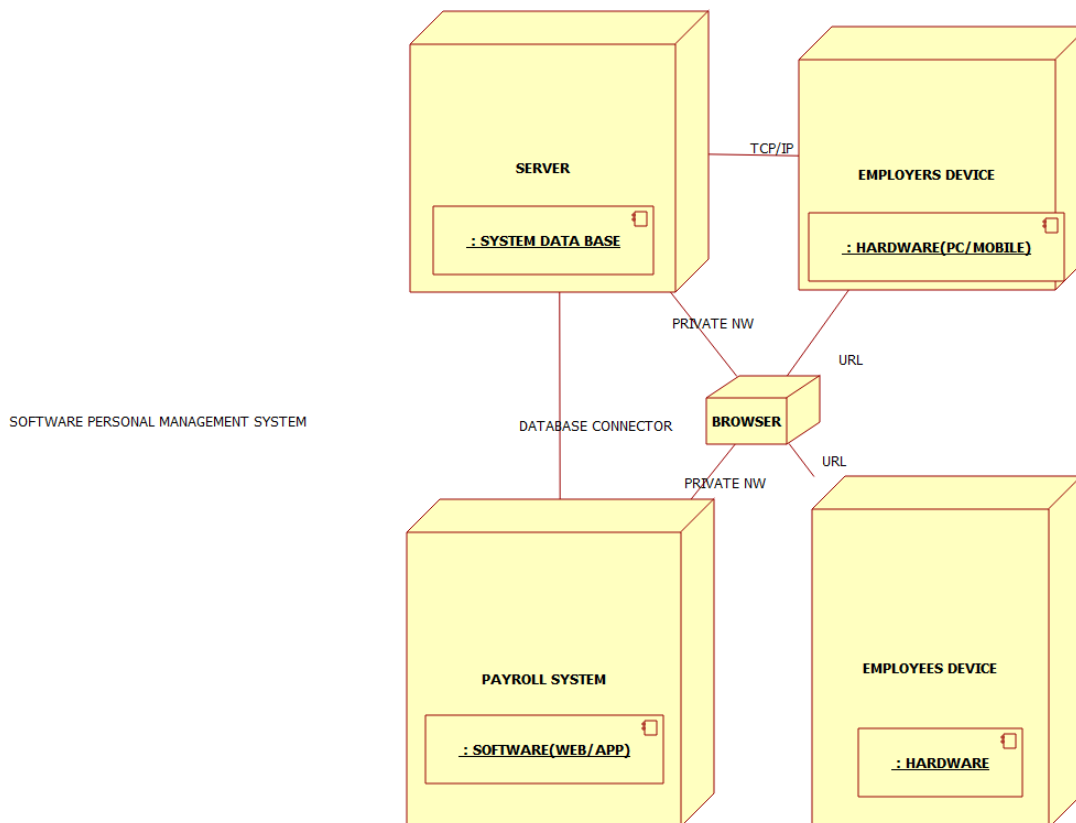 SERVER
: SYSTEM DATA BASE
TCP/IP
EMPLOYERS DEVICE
: HARDWARE(PC/MOBILE)
PRIVATE NW
URL
SOFTWARE PERSONAL MANAGEMENT SYSTEM
DATABASE CONNECTOR
BROWSER
URL
PRIVATE NW
PAYROLL SYSTEM
: SOFTWARE(WEB/APP)
EMPLOYEES DEVICE
: HARDWARE